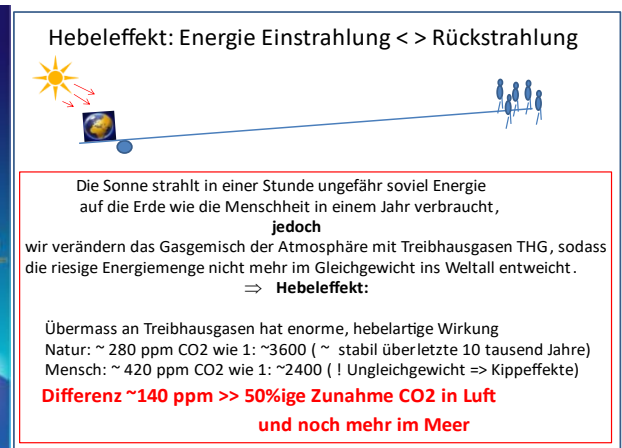 Hebeleffekt: Energie Einstrahlung < > Rückstrahlung
Die Sonne strahlt in einer Stunde ungefähr soviel Energie
auf die Erde wie die Menschheit in einem Jahr verbraucht,
jedoch
wir verändern das Gasgemisch der Atmosphäre mit Treibhausgasen THG, sodass
die riesige Energiemenge nicht mehr im Gleichgewicht ins Weltall entweicht.
⇒ Hebeleffekt:
Übermass an Treibhausgasen hat enorme, hebelartige Wirkung
Natur: ~ 280 ppm CO2 wie 1: ~3600 ( ~ stabil überletzte 10 tausend Jahre)
Mensch: ~ 420 ppm CO2 wie 1: ~2400 ( ! Ungleichgewicht => Kippeffekte)
Differenz ~140 ppm >> 50%ige Zunahme CO2 in Luft
und noch mehr im Meer